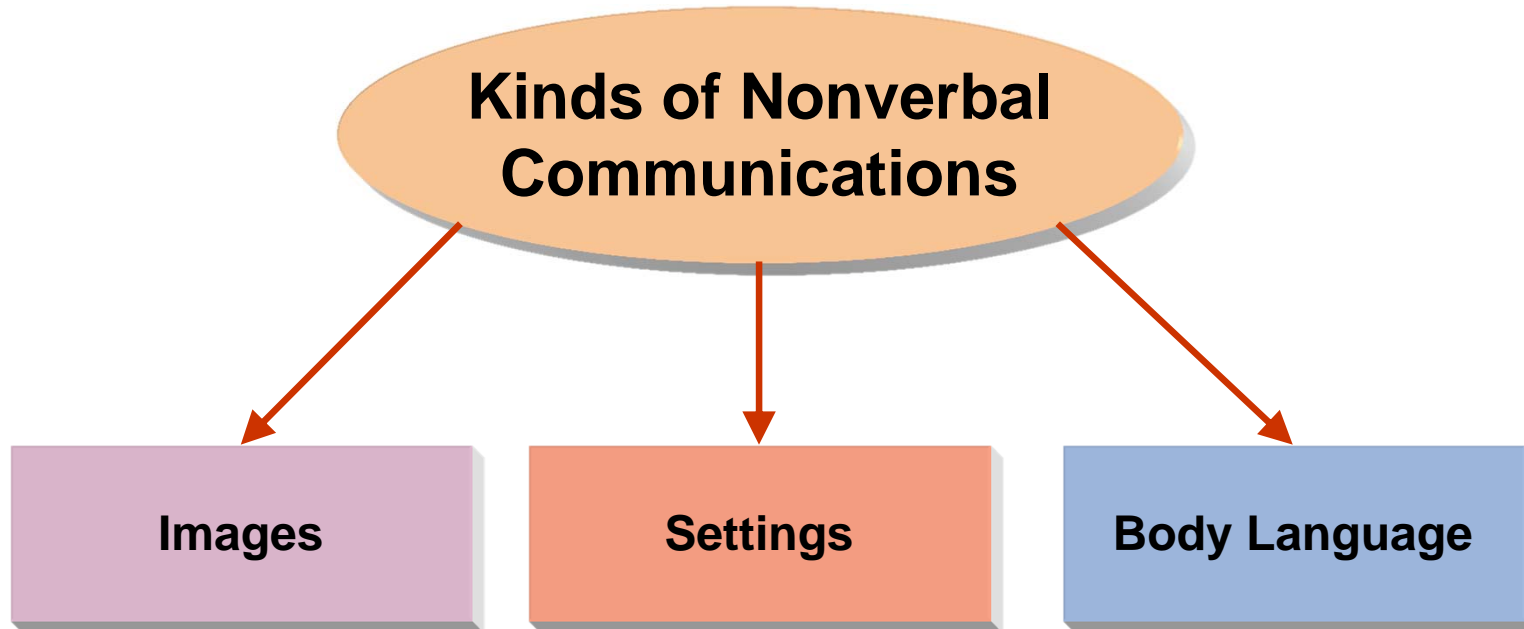 Kinds of Nonverbal
Communications
Images
Settings
Body Language